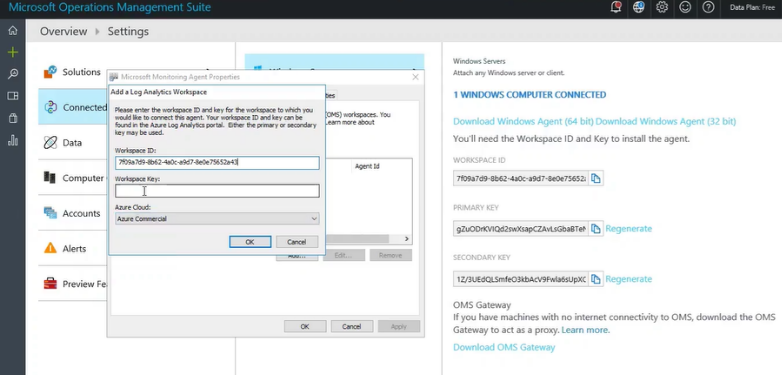 Microsoft Operations Management Suite
Data Plan: Free
Overview
Settings
Solutions
Connected
Data
Computer
Accounts
Alerts
Preview Fea
Microsoft Monitoring Agent Properties
Add a Log Analytics Workspace
Please enter the workspace ID and key for the workspace to which you
would like to connect this agent. Your workspace ID and key can be
found in the Azure Log Analytics portal. Either the primary or secondary
key may be used.
Workspace ID:
7f09a7d9-8b62-4a0c-a9d7-8e0e75652a43
Workspace Key:
Azure Cloud:
Azure Commercial
OK
Cancel
(OMS) workspaces. You
Learn more about
Agent Id
Add...
Edit...
Remove
OK
Cancel
Apply
Windows Servers
Attach any Windows server or client.
1 WINDOWS COMPUTER CONNECTED
Download Windows Agent (64 bit) Download Windows Agent (32 bit)
You'll need the Workspace ID and Key to install the agent.
WORKSPACE ID
7f09a7d9-8b62-4a0c-a9d7-8e0e75652
PRIMARY KEY
Regenerate
SECONDARY KEY
Regenerate
OMS Gateway
If you have machines with no internet connectivity to OMS, download the OMS
Gateway to act as a proxy. Learn more.
Download OMS Gateway